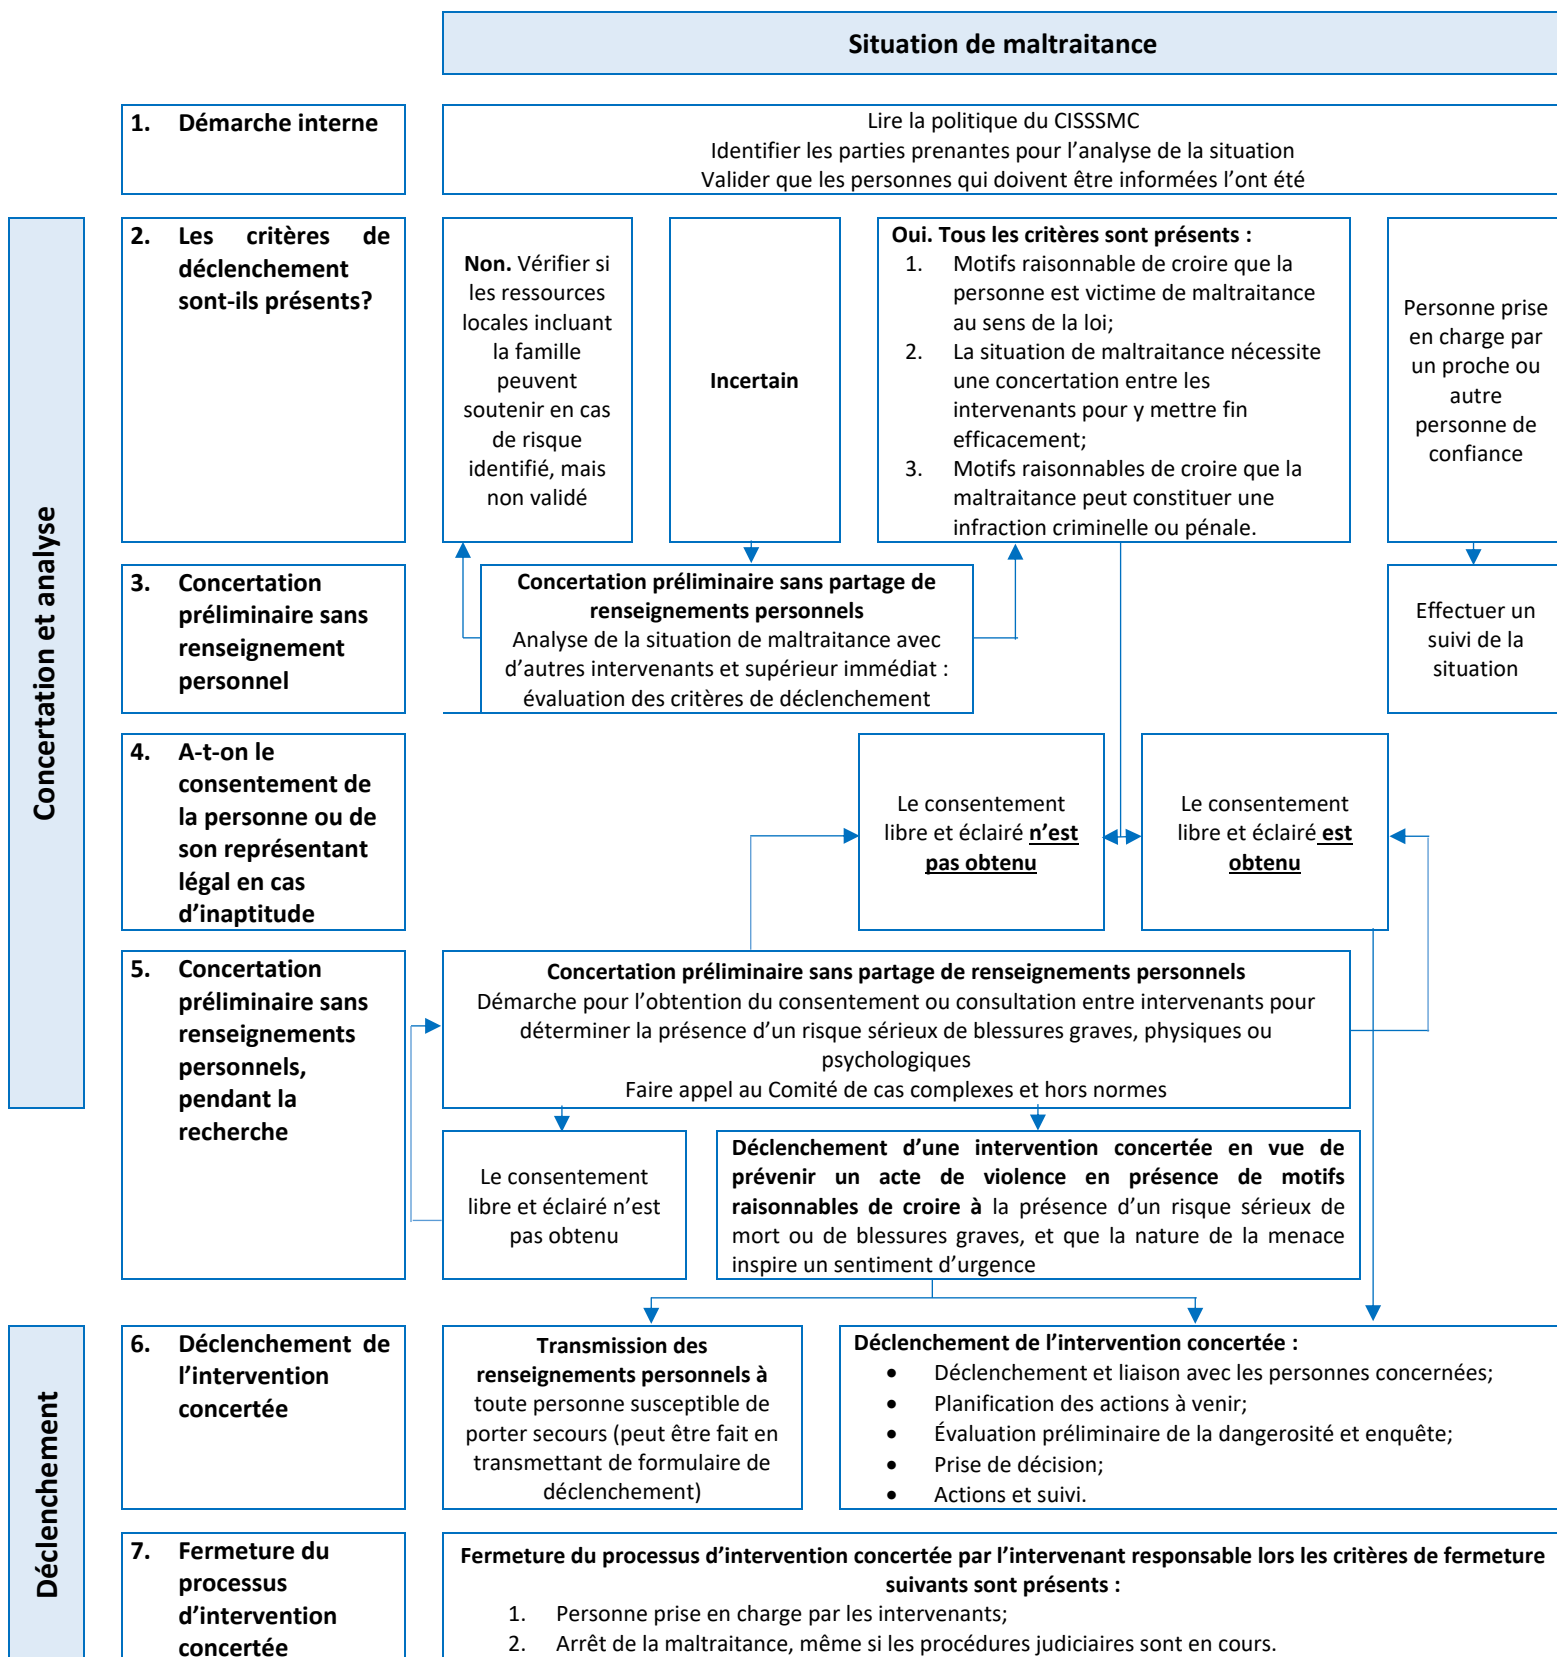 Situation de maltraitance
1. Démarche interne
Lire la politique du CISSSMC
Identifier les parties prenantes pour l’analyse de la situation
Valider que les personnes qui doivent être informées l’ont été
Concertation et analyse
2. Les critères de
déclenchement
sont-ils présents?
Non. Vérifier si
les ressources
locales incluant
la famille
peuvent
soutenir en cas
de risque
identifié, mais
non validé
Incertain
Oui. Tous les critères sont présents :
1. Motifs raisonnable de croire que la
personne est victime de maltraitance
au sens de la loi;
2. La situation de maltraitance nécessite
une concertation entre les
intervenants pour y mettre fin
efficacement;
3. Motifs raisonnables de croire que la
maltraitance peut constituer une
infraction criminelle ou pénale.
Personne prise
en charge par
un proche ou
autre
personne de
confiance
3. Concertation
préliminaire sans
renseignement
personnel
Concertation préliminaire sans partage de
renseignements personnels
Analyse de la situation de maltraitance avec
d’autres intervenants et supérieur immédiat :
évaluation des critères de déclenchement
Effectuer un
suivi de la
situation
4. A-t-on le
consentement de
la personne ou de
son représentant
légal en cas
d’inaptitude
Le consentement
libre et éclairé n’est
pas obtenu
Le consentement
libre et éclairé est
obtenu
5. Concertation
préliminaire sans
renseignements
personnels,
pendant la
recherche
Concertation préliminaire sans partage de renseignements personnels
Démarche pour l’obtention du consentement ou consultation entre intervenants pour
déterminer la présence d’un risque sérieux de blessures graves, physiques ou
psychologiques
Faire appel au Comité de cas complexes et hors normes
Le consentement
libre et éclairé n’est
pas obtenu
Déclenchement d’une intervention concertée en vue de
prévenir un acte de violence en présence de motifs
raisonnables de croire à la présence d’un risque sérieux de
mort ou de blessures graves, et que la nature de la menace
inspire un sentiment d’urgence
Déclenchement
6. Déclenchement de
l’intervention
concertée
Transmission des
renseignements personnels à
toute personne susceptible de
porter secours (peut être fait en
transmettant de formulaire de
déclenchement)
Déclenchement de l’intervention concertée :
• Déclenchement et liaison avec les personnes concernées;
• Planification des actions à venir;
• Évaluation préliminaire de la dangerosité et enquête;
• Prise de décision;
• Actions et suivi.
7. Fermeture du
processus
d’intervention
concertée
Fermeture du processus d’intervention concertée par l’intervenant responsable lors les critères de fermeture
suivants sont présents :
1. Personne prise en charge par les intervenants;
2. Arrêt de la maltraitance, même si les procédures judiciaires sont en cours.